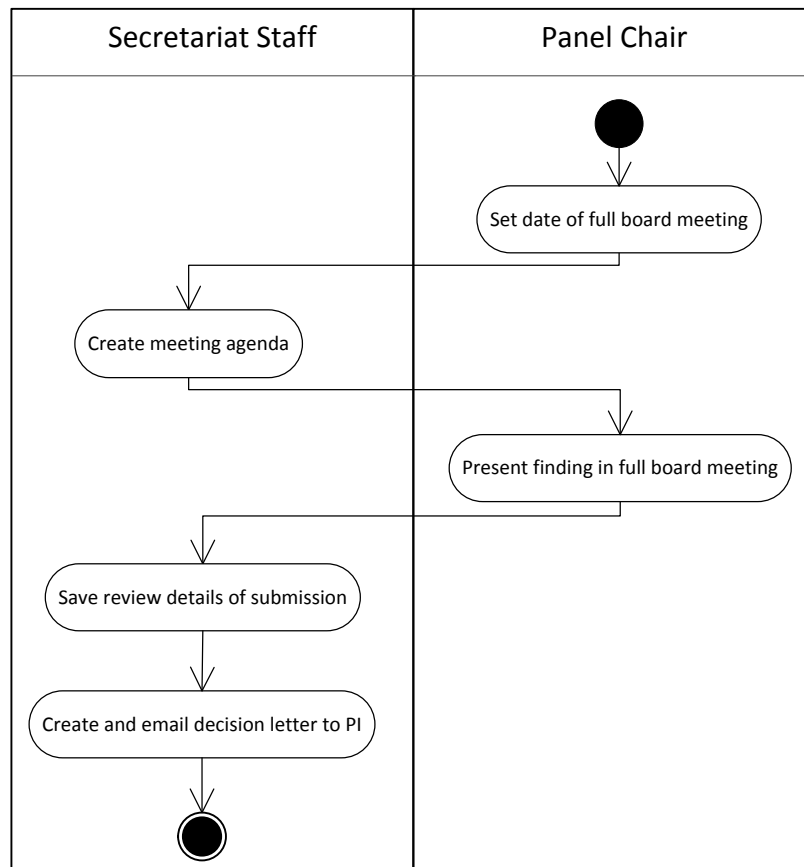 Secretariat Staff
Panel Chair
Set date of full board meeting
Create meeting agenda
Present finding in full board meeting
Save review details of submission
Create and email decision letter to PI